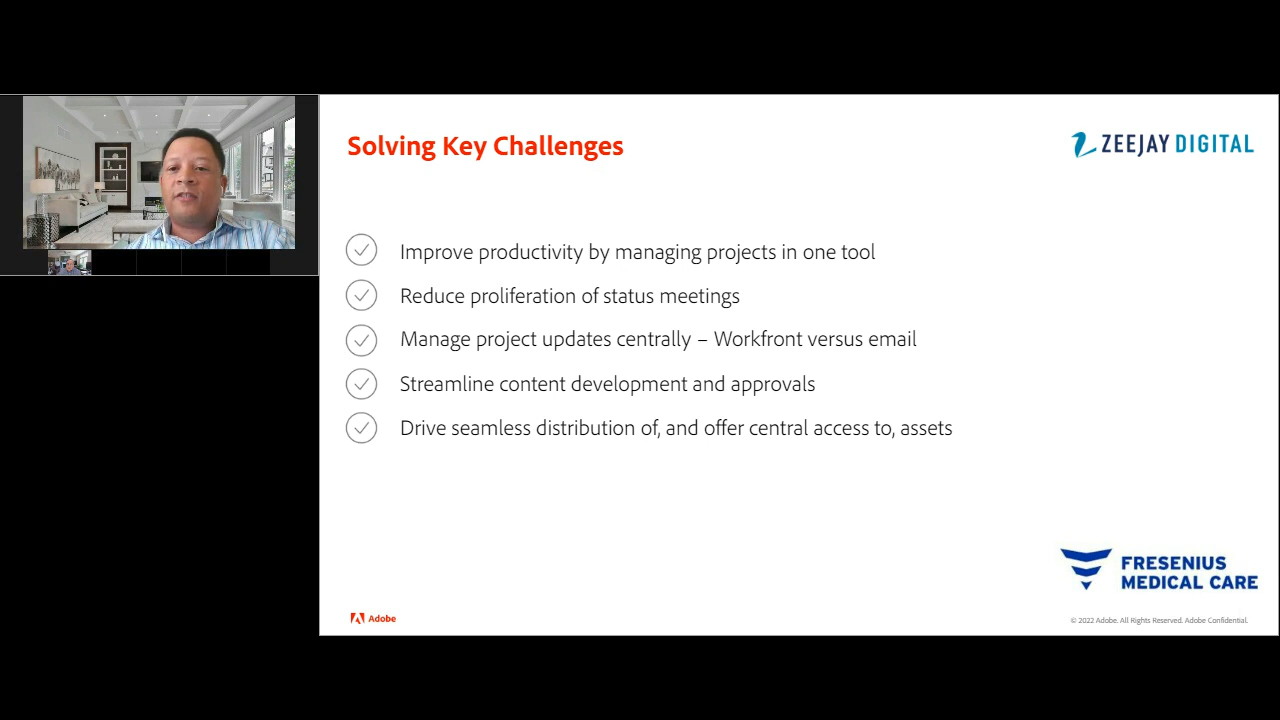 Solving Key Challenges
ZEEJAY DIGITAL
Improve productivity by managing projects in one tool
Reduce proliferation of status meetings
Manage project updates centrally – Workfront versus email
Streamline content development and approvals
Drive seamless distribution of, and offer central access to, assets
FRESENIUS
MEDICAL CARE
Adobe
© 2022 Adobe. All Rights Reserved. Adobe Confidential.